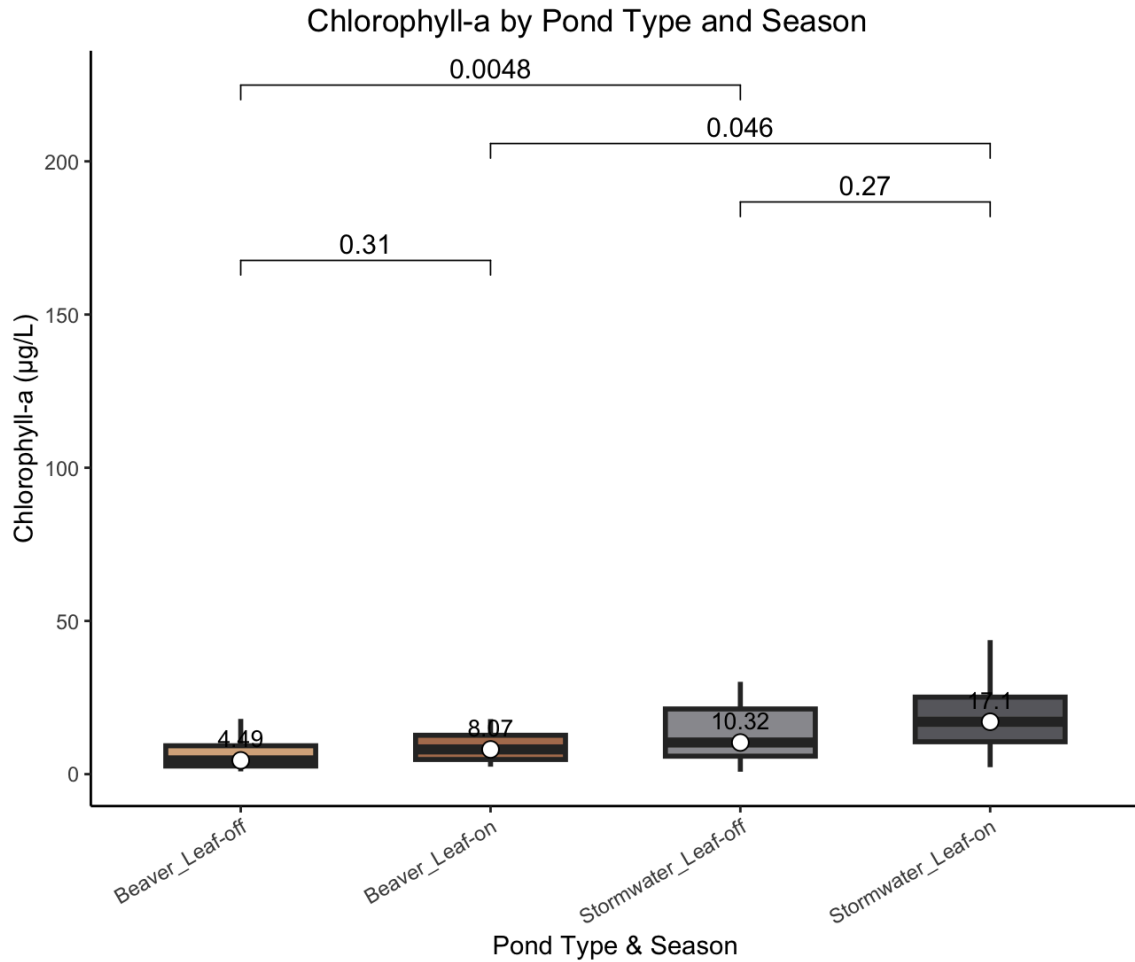 Chlorophyll-a by Pond Type and Season
0.0048
0.046
0.27
0.31
Chlorophyll-a (µg/L)
200
150
100
50
0
4.49
8.07
10.32
17.1
Beaver_Leaf-off
Beaver_Leaf-on
Stormwater_Leaf-off
Stormwater_Leaf-on
Pond Type & Season